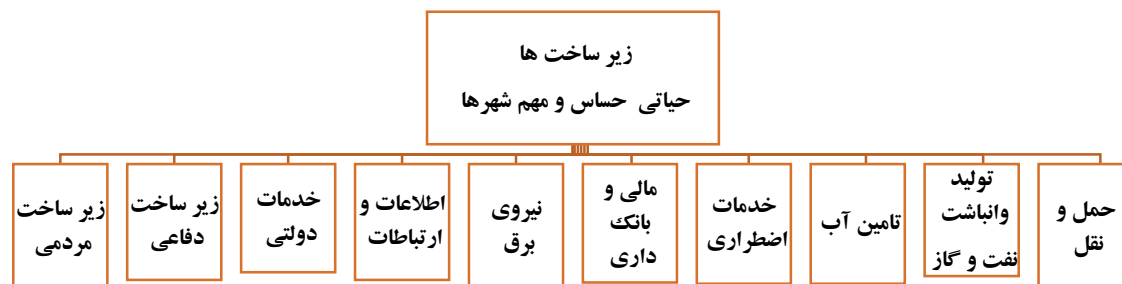 زیر ساخت ها
حیاتی حساس و مهم شهرها
حمل و
نقل
تولید
وانباشت
نفت و گاز
تامین آب
خدمات
اضطراری
مالی و
بانک
داری
نیروی
برق
اطلاعات و
ارتباطات
خدمات
دولتی
زیر ساخت
دفاعی
زیر ساخت
مردمی